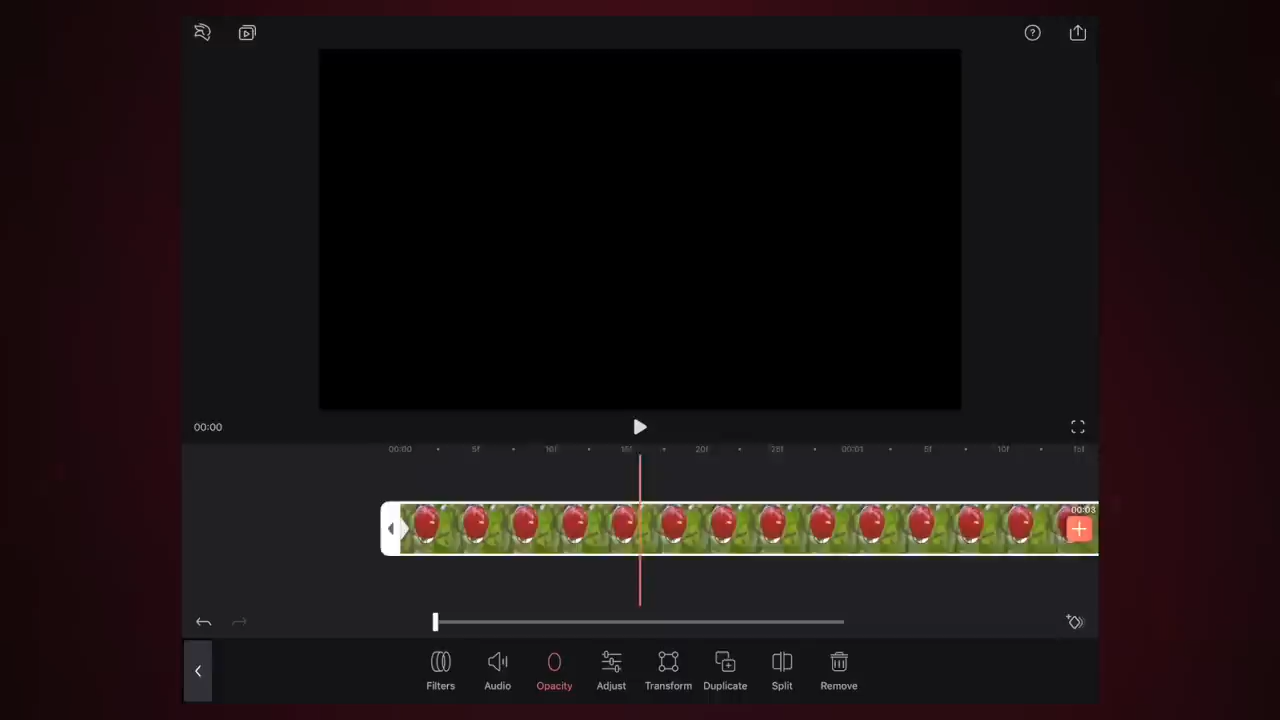 00:00
00:00 5f 10f 15f 20f 25f 00:01 5f 10f 15f
00:03
Filters Audio Opacity Adjust Transform Duplicate Split Remove